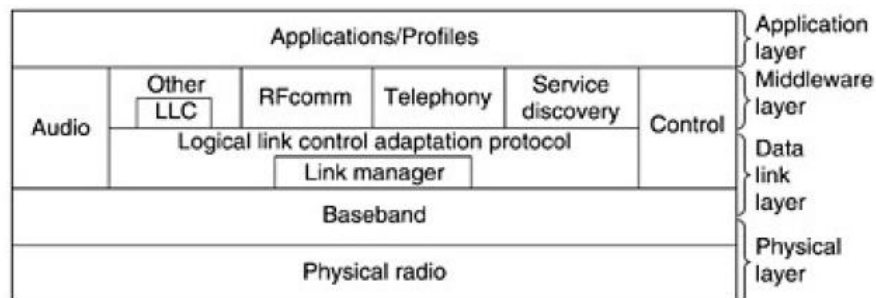 Applications/Profiles
Application
layer
Audio
Other
LLC
RFcomm
Telephony
Service
discovery
Control
Middleware
layer
Logical link control adaptation protocol
Link manager
Data
link
layer
Baseband
Physical radio
Physical
layer